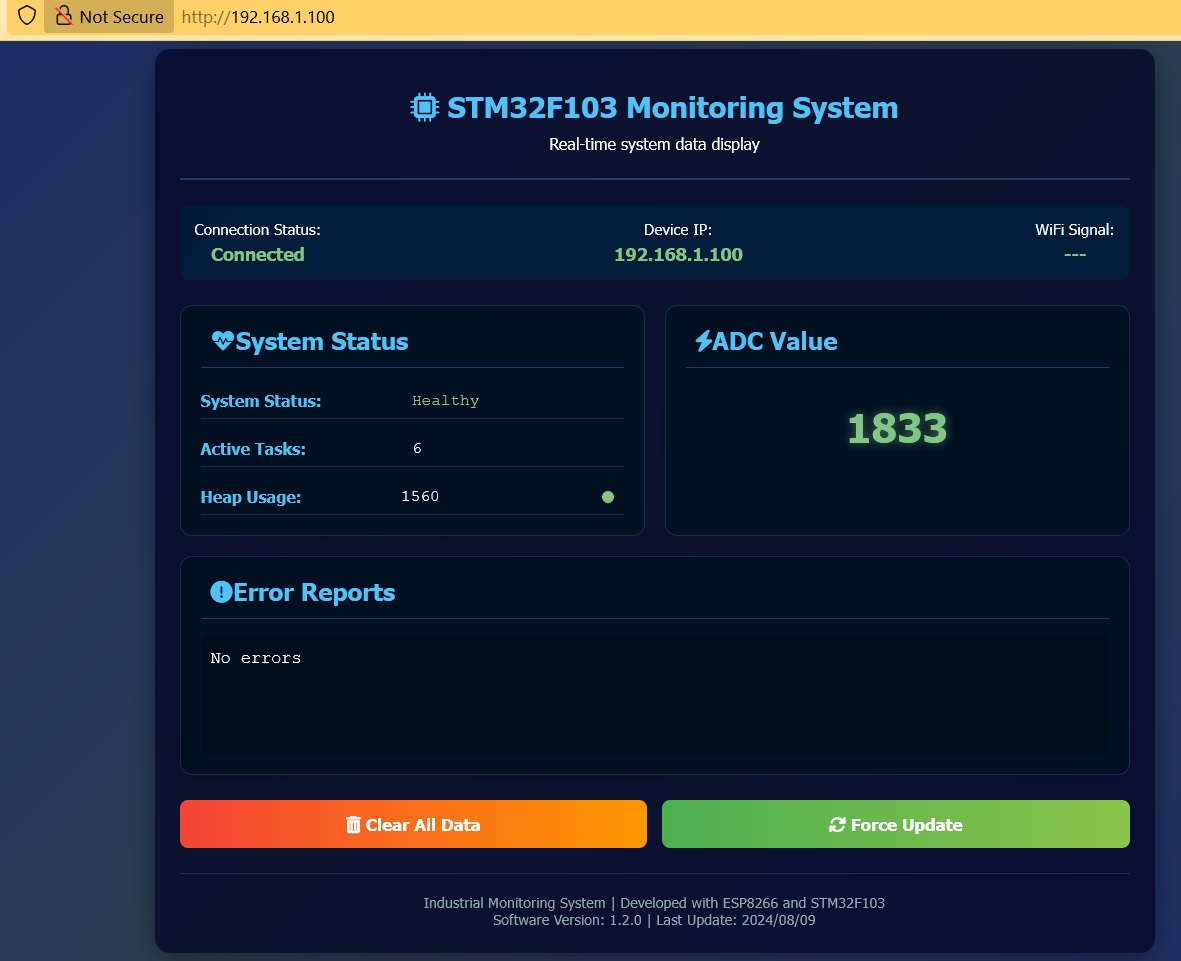 Not Secure http://192.168.1.100
STM32F103 Monitoring System
Real-time system data display
Connection Status:
Connected
Device IP:
192.168.1.100
WiFi Signal:
---
System Status
System Status: Healthy
Active Tasks: 6
Heap Usage: 1560
ADC Value
1833
Error Reports
No errors
Clear All Data
Force Update
Industrial Monitoring System | Developed with ESP8266 and STM32F103
Software Version: 1.2.0 | Last Update: 2024/08/09